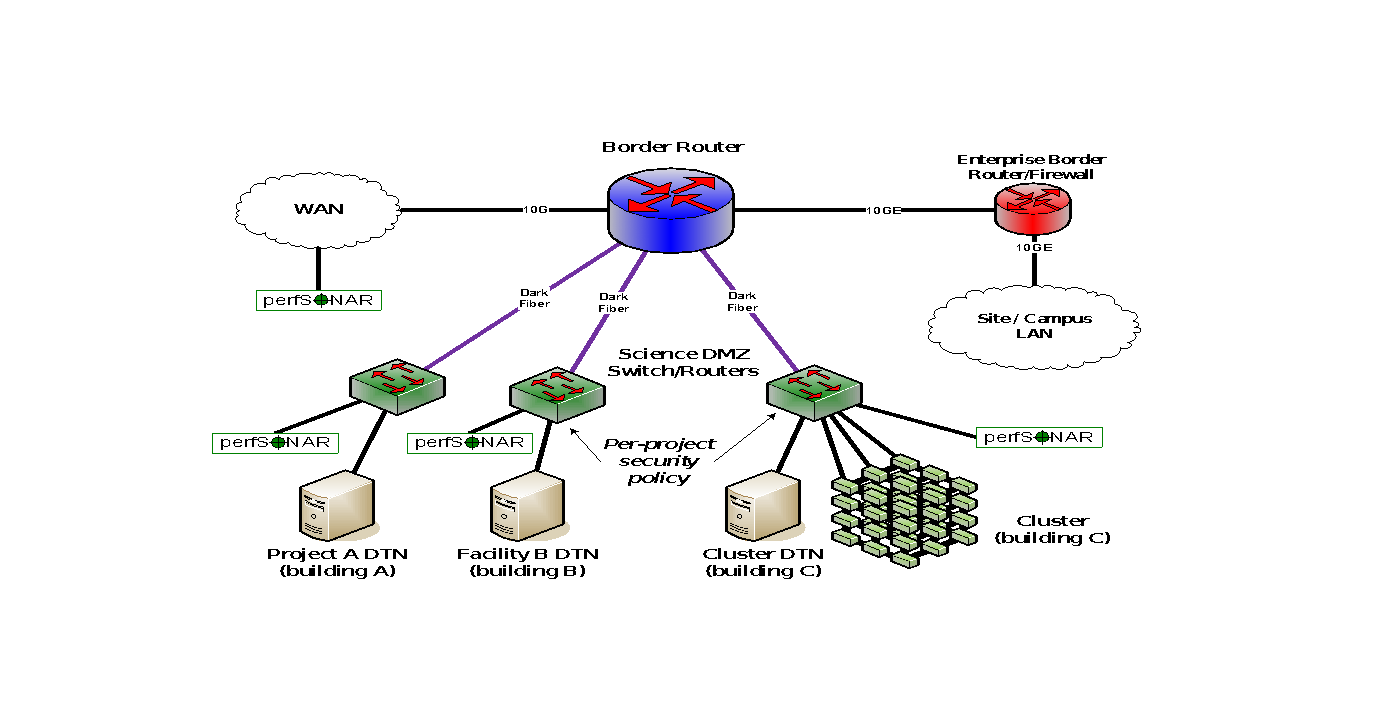 Border Router
Enterprise Border
Router/Firewall
WAN
10G
10GE
10GE
perfSONAR
Dark
Fiber
Dark
Fiber
Dark
Fiber
Site / Campus
LAN
Science DMZ
Switch/Routers
perfSONAR
perfSONAR
perfSONAR
Per-project
security
policy
Project A DTN
(building A)
Facility B DTN
(building B)
Cluster DTN
(building C)
Cluster
(building C)